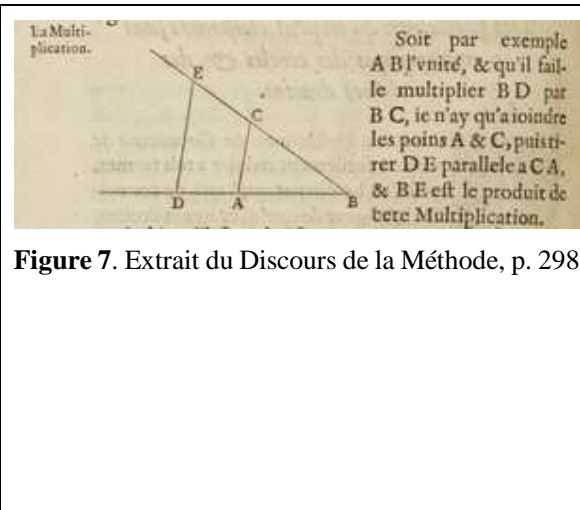 La Multi-
plication.
E
C
D A B
Soit par exemple
A B l'vnité, & qu'il fail-
le multiplier B D par
B C, ie n'ay qu'a ioindre
les poins A & C, puis ti-
rer D E parallele a C A,
& B E est le produit de
cete Multiplication.
Figure 7. Extrait du Discours de la Méthode, p. 298